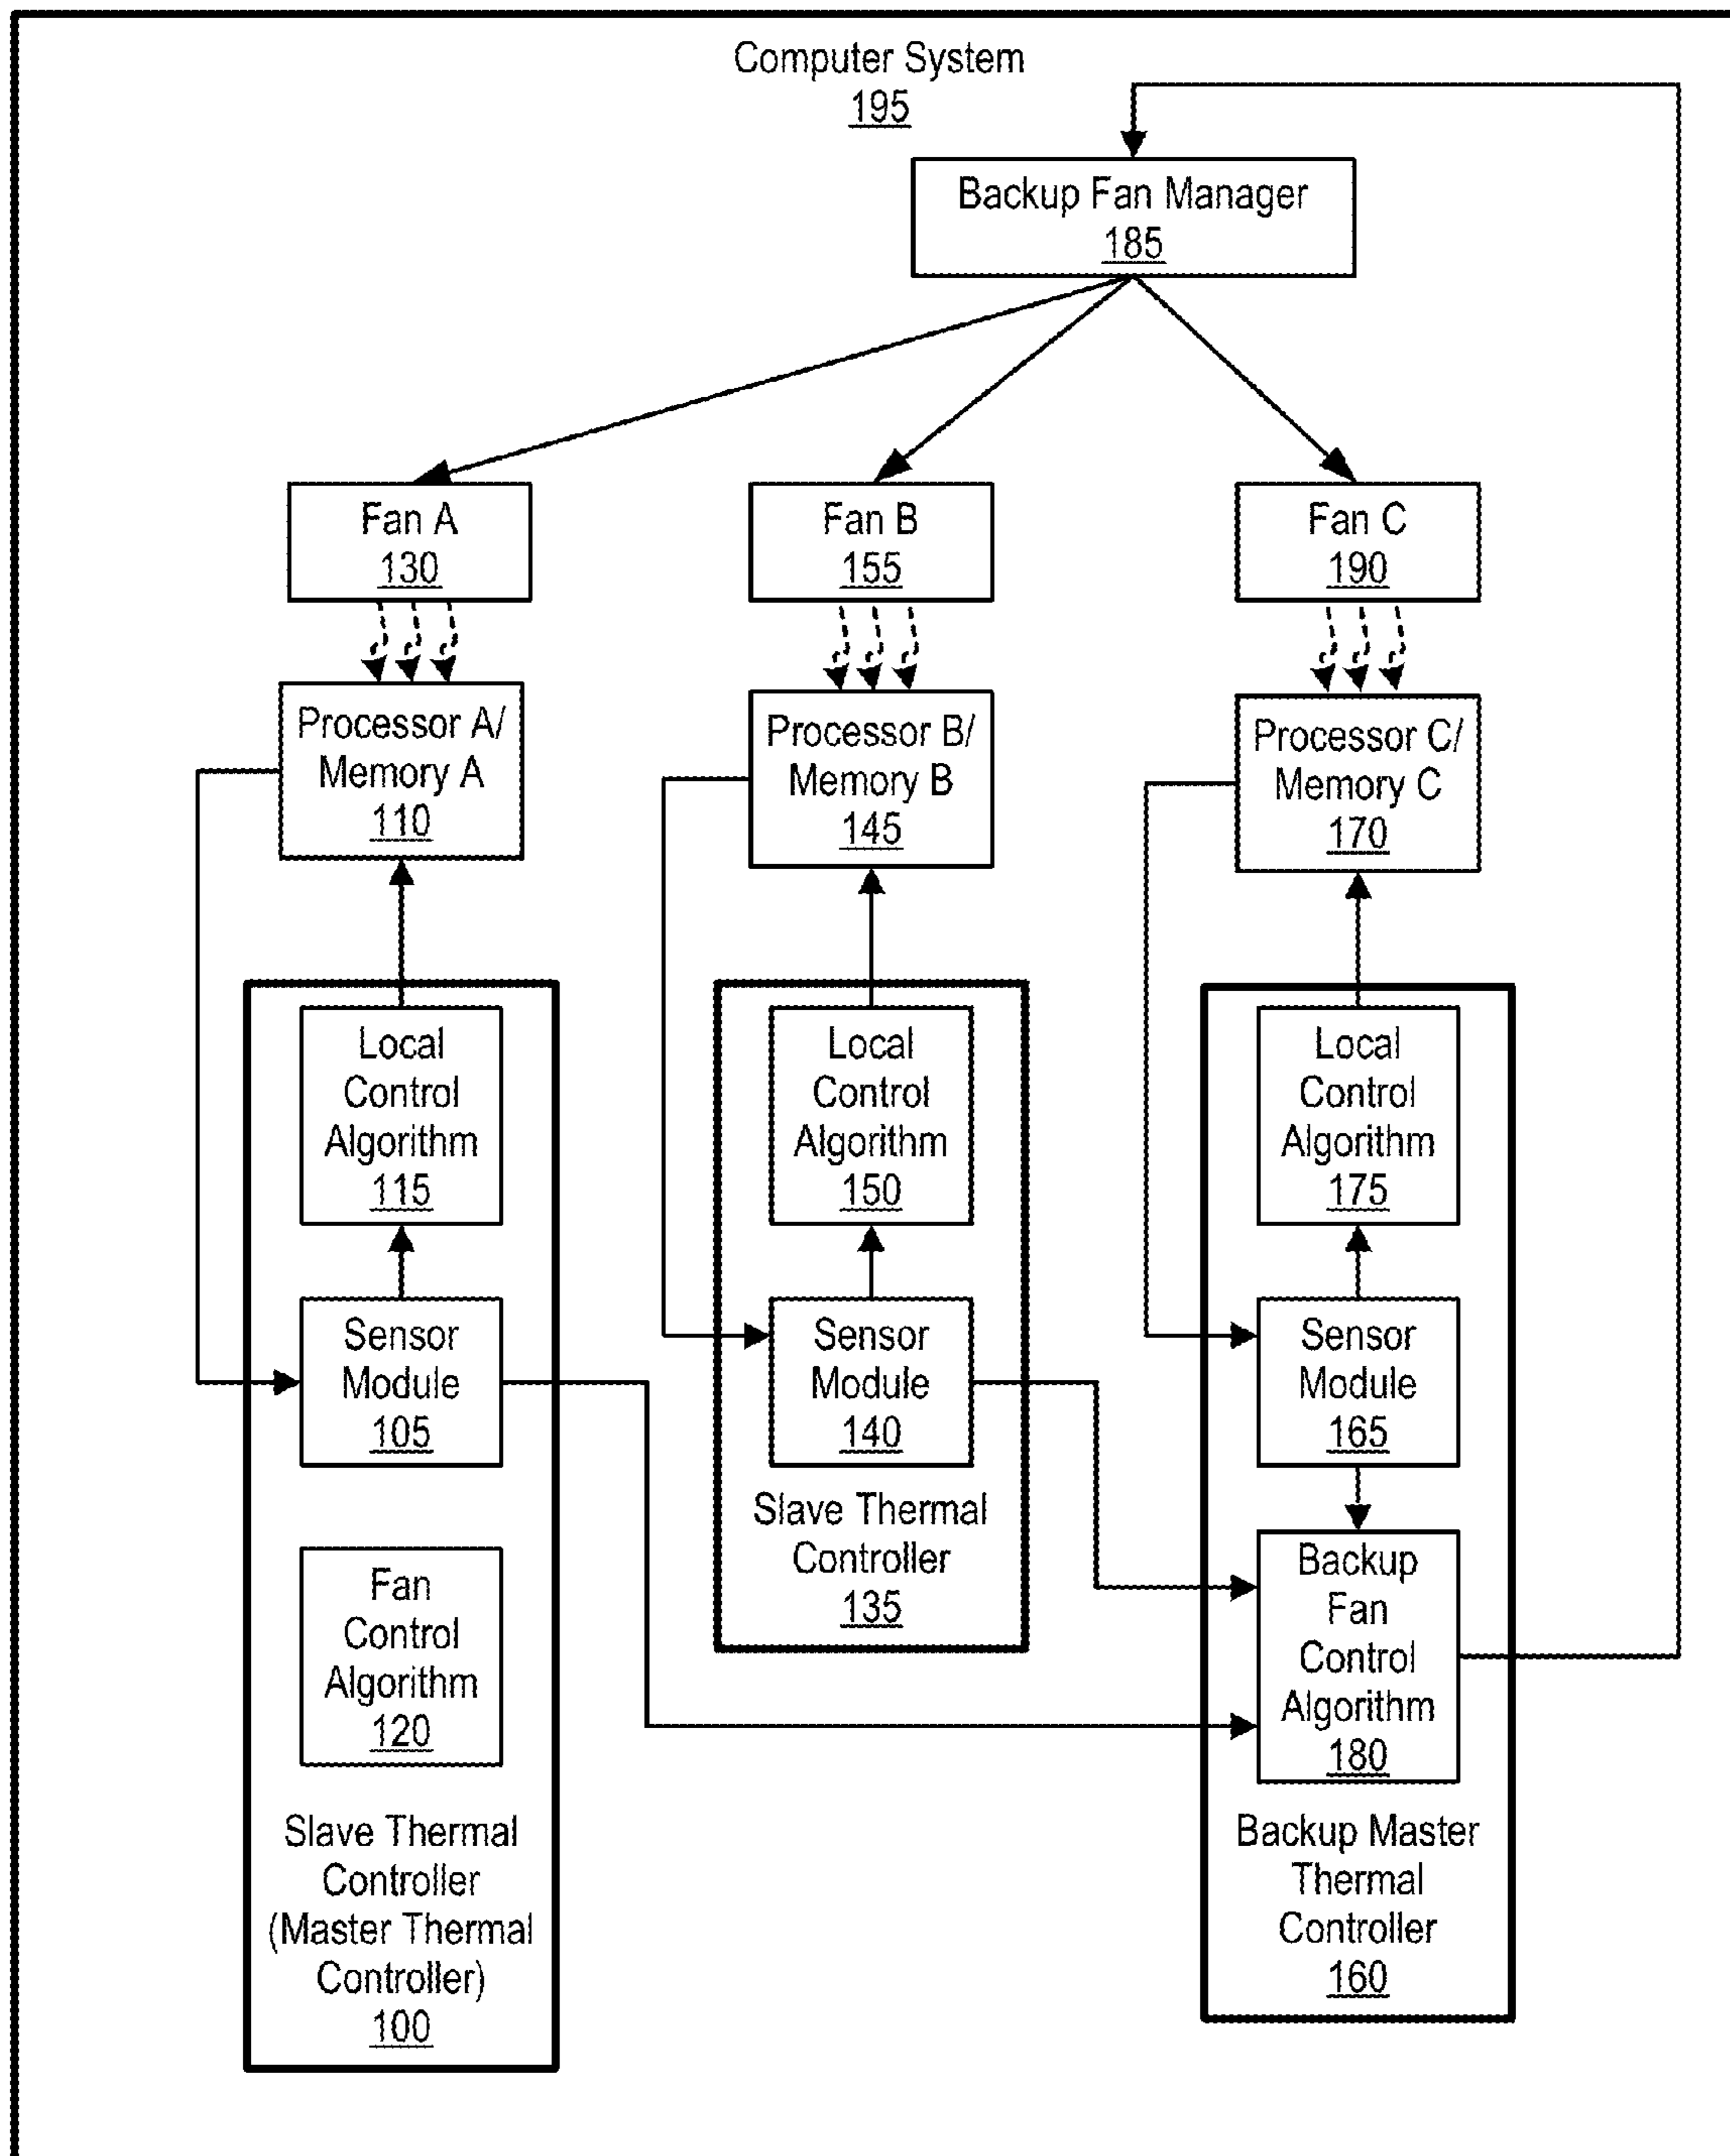 Computer System
195
Backup Fan Manager
185
Fan A
130
Fan B
155
Fan C
190
Processor A/
Memory A
110
Processor B/
Memory B
145
Processor C/
Memory C
170
Local
Control
Algorithm
115
Local
Control
Algorithm
150
Local
Control
Algorithm
175
Sensor
Module
105
Sensor
Module
140
Sensor
Module
165
Fan
Control
Algorithm
120
Slave Thermal
Controller
135
Backup
Fan
Control
Algorithm
180
Slave Thermal
Controller
(Master Thermal
Controller)
100
Backup Master
Thermal
Controller
160